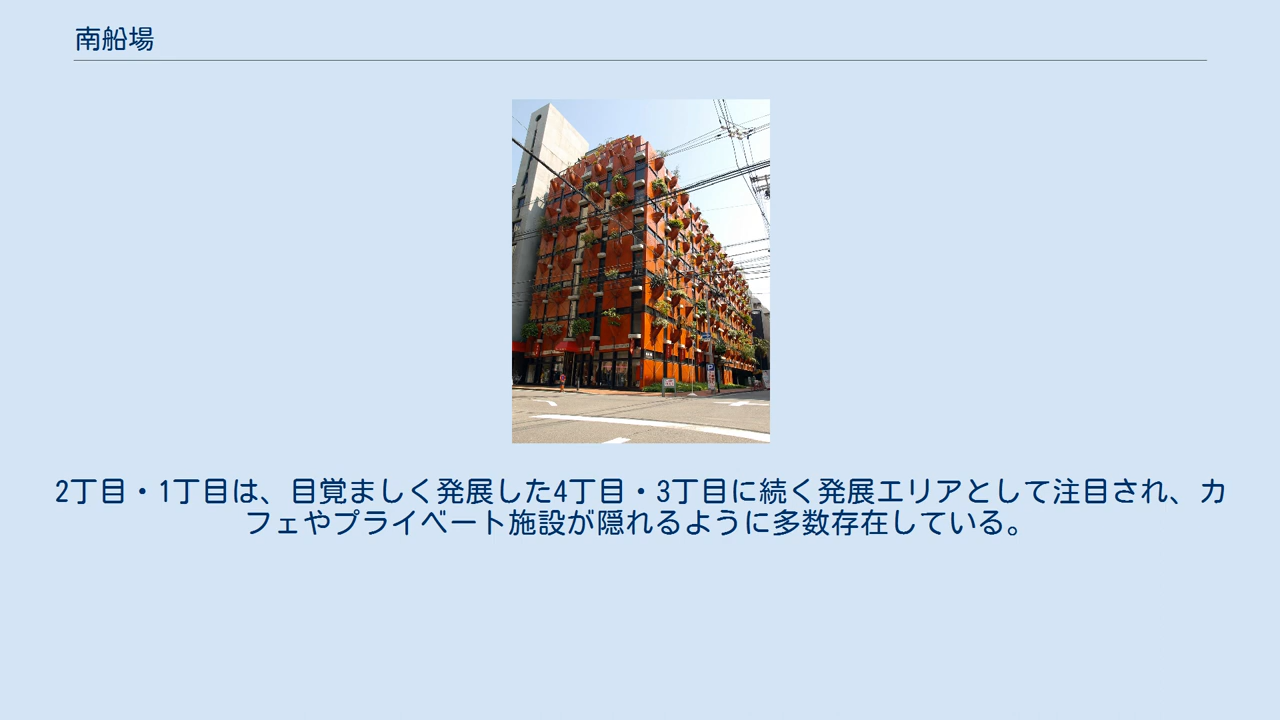 南船場
2丁目・1丁目は、目覚ましく発展した4丁目・3丁目に続く発展エリアとして注目され、カ
フェやプライベート施設が隠れるように多数存在している。